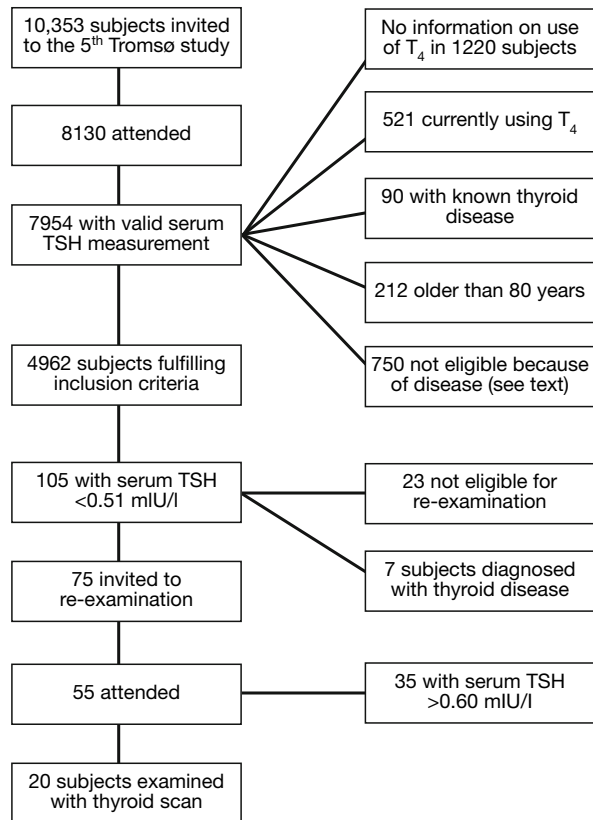 10,353 subjects invited
to the 5th Tromsø study
8130 attended
7954 with valid serum
TSH measurement
4962 subjects fulfilling
inclusion criteria
105 with serum TSH
<0.51 mIU/l
75 invited to
re-examination
55 attended
20 subjects examined
with thyroid scan
No information on use
of T4 in 1220 subjects
521 currently using T4
90 with known thyroid
disease
212 older than 80 years
750 not eligible because
of disease (see text)
23 not eligible for
re-examination
7 subjects diagnosed
with thyroid disease
35 with serum TSH
>0.60 mIU/l